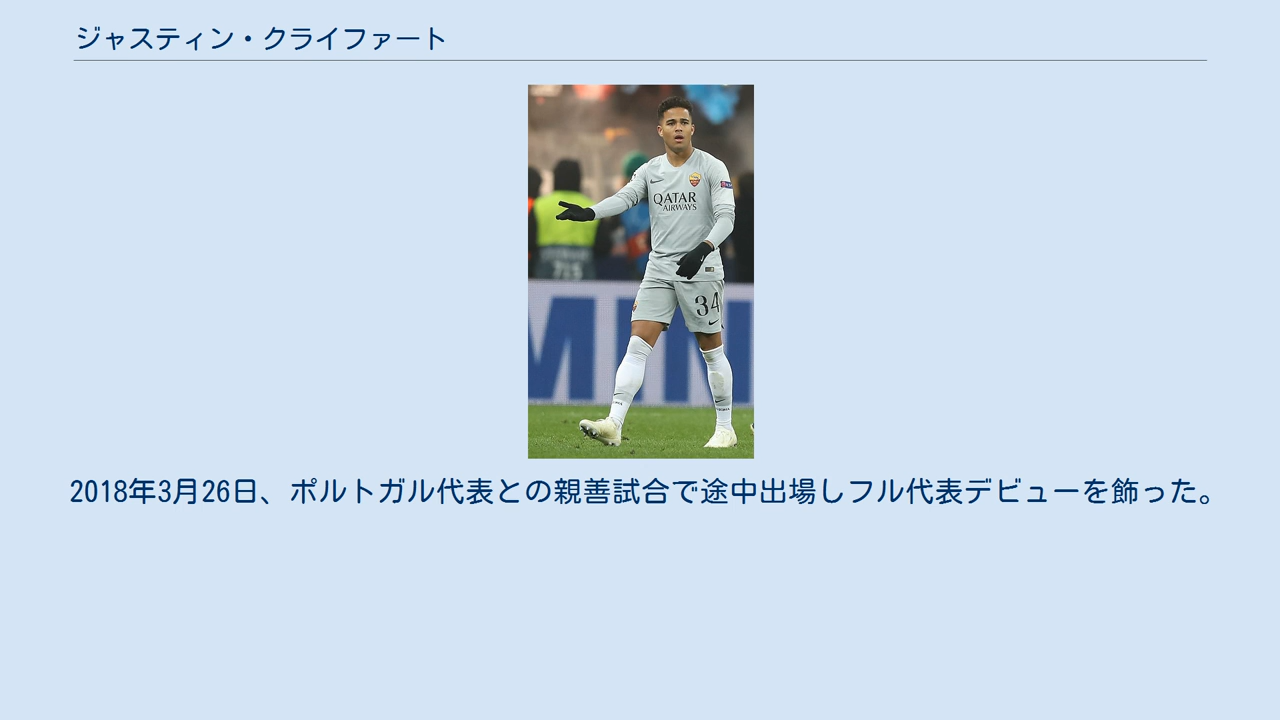 ジャスティン・クライファート
QATAR
AIRWAYS
34
715
2018年3月26日、ポルトガル代表との親善試合で途中出場しフル代表デビューを飾った。